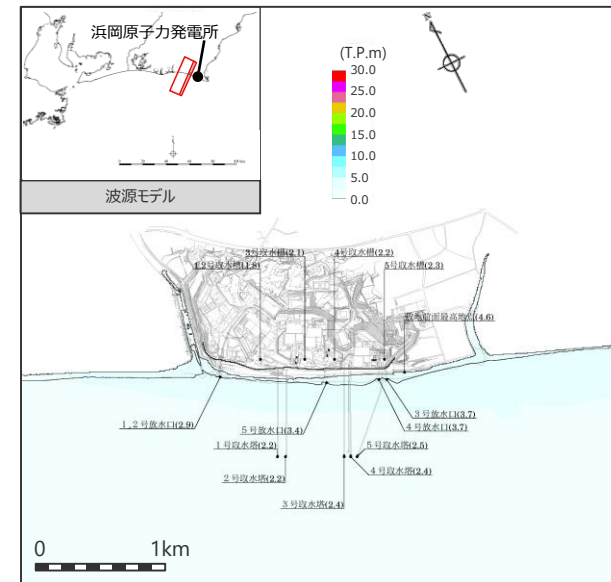 浜岡原子力発電所
波源モデル
(T.P.m)
30.0
25.0
20.0
15.0
10.0
5.0
0.0
N
3号取水槽(2.1)
4号取水槽(2.2)
1,2号取水槽(1.8)
5号取水槽(2.3)
敷地前面最高地点(4.6)
1,2号放水口(2.9)
5号放水口(3.4)
3号放水口(3.7)
4号放水口(3.7)
1号取水塔(2.2)
5号取水塔(2.5)
2号取水塔(2.2)
4号取水塔(2.4)
3号取水塔(2.4)
0 1km